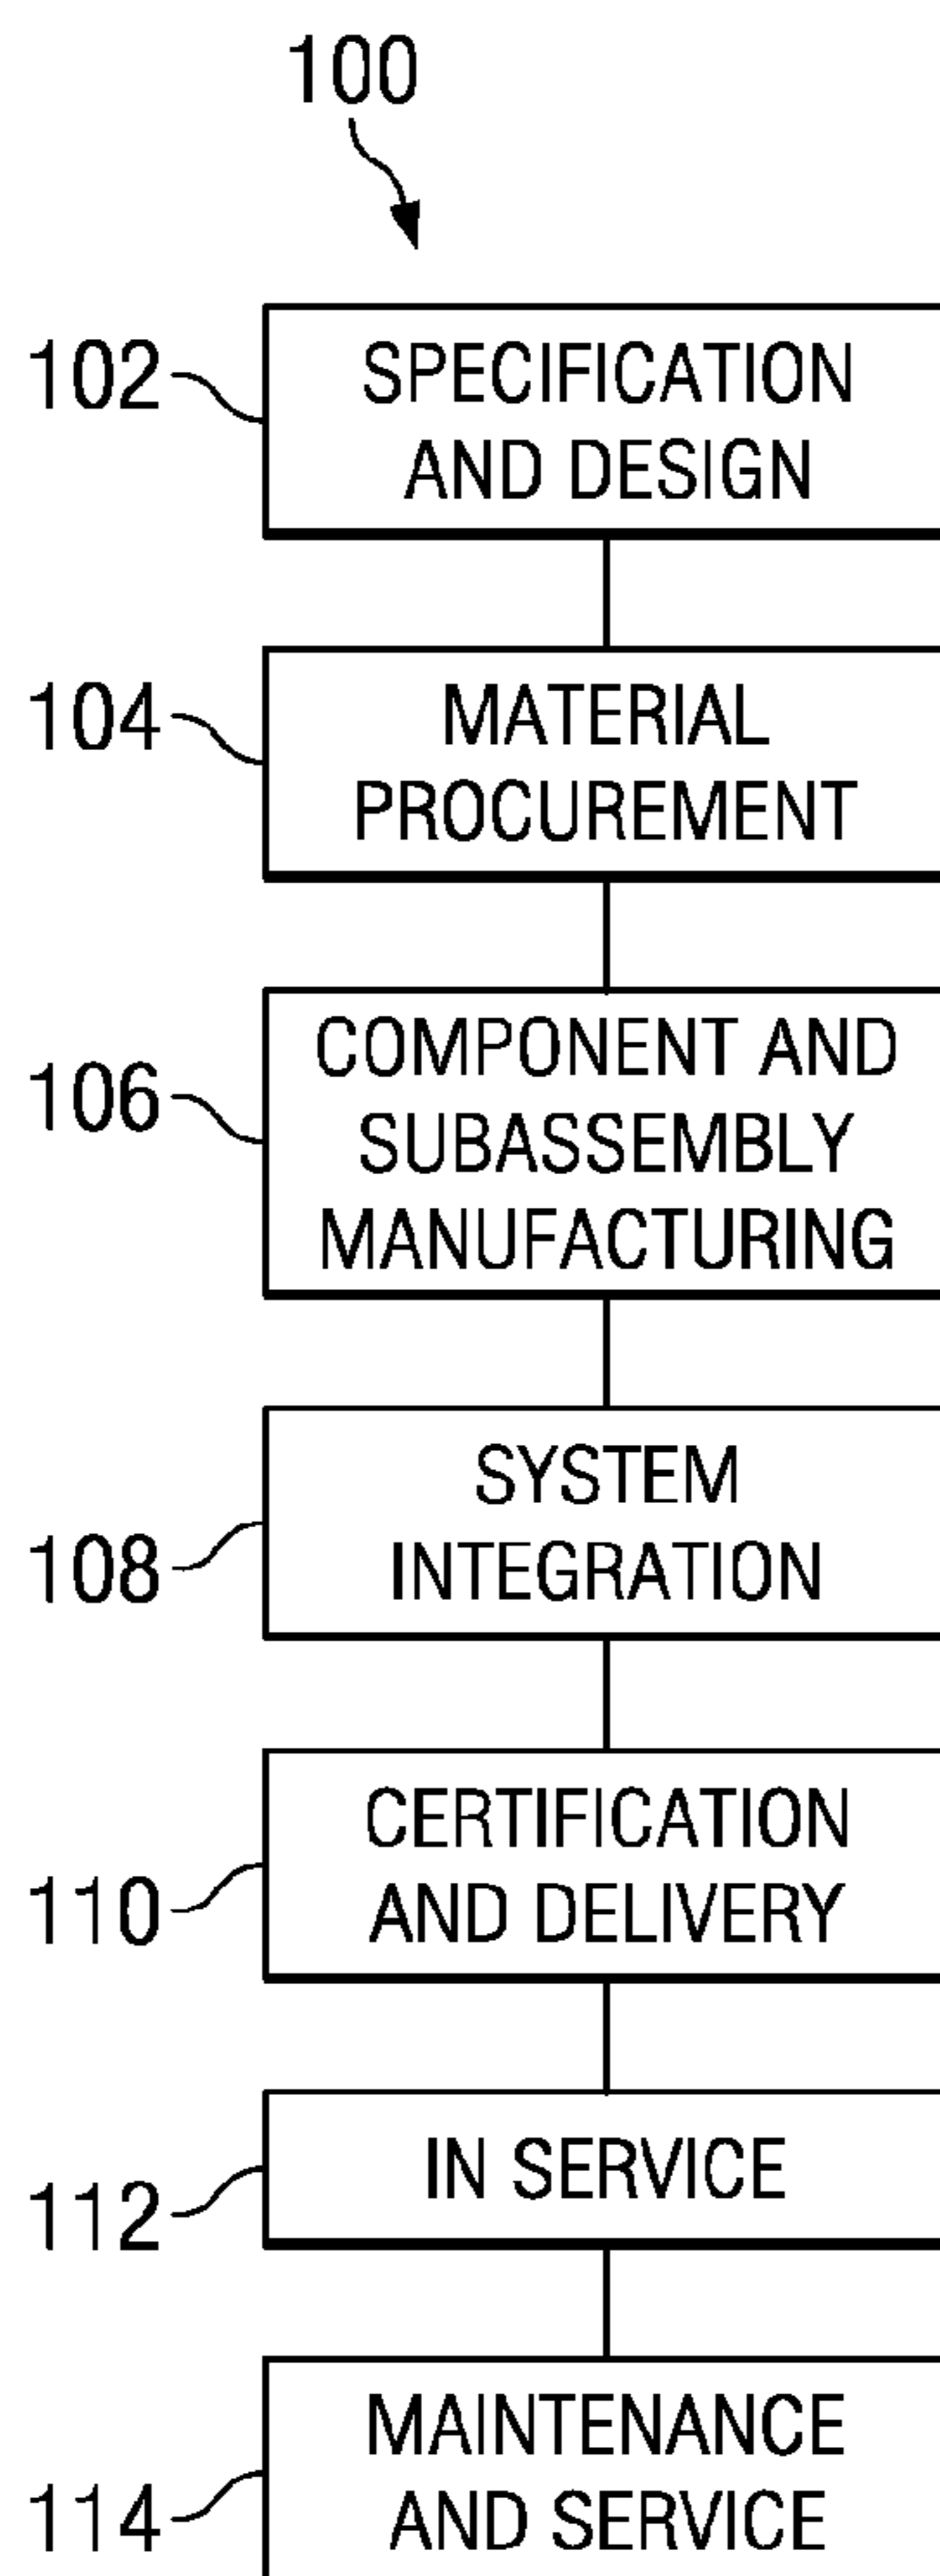 100
102
SPECIFICATION
AND DESIGN
104
MATERIAL
PROCUREMENT
106
COMPONENT AND
SUBASSEMBLY
MANUFACTURING
108
SYSTEM
INTEGRATION
110
CERTIFICATION
AND DELIVERY
112
IN SERVICE
114
MAINTENANCE
AND SERVICE